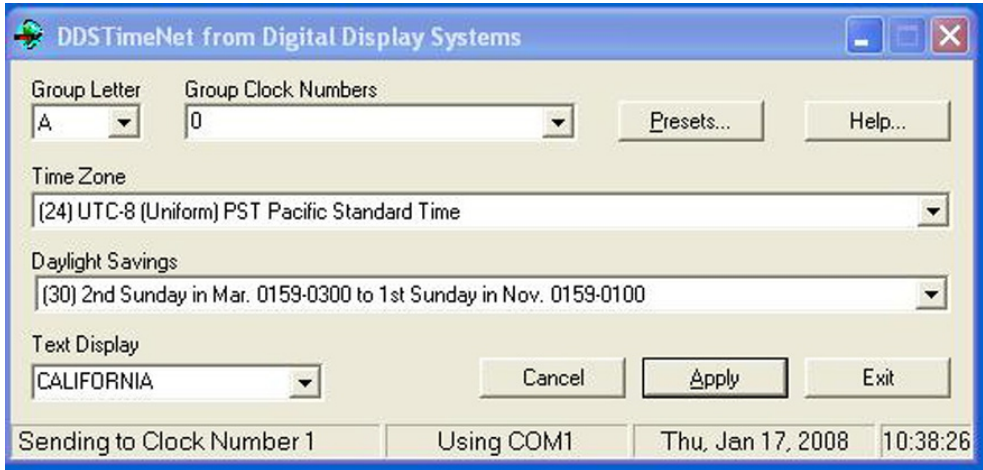 DDSTimeNet from Digital Display Systems
Group Letter Group Clock Numbers
A 0 Presets... Help...
Time Zone
(24) UTC-8 (Uniform) PST Pacific Standard Time
Daylight Savings
(30) 2nd Sunday in Mar. 0159-0300 to 1st Sunday in Nov. 0159-0100
Text Display
CALIFORNIA Cancel Apply Exit
Sending to Clock Number 1 Using COM1 Thu, Jan 17, 2008 10:38:26